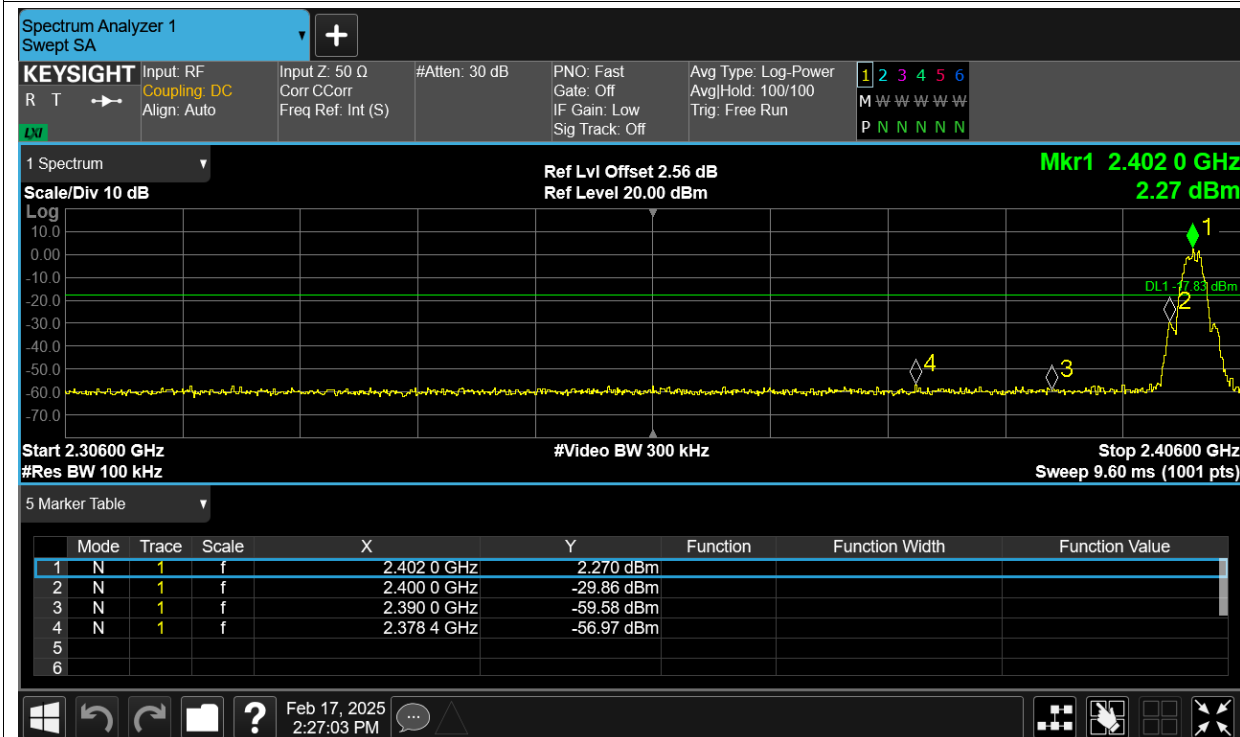 Spectrum Analyzer 1
Swept SA
+
KEYSIGHT
R T
LXI
Input: RF
Coupling: DC
Align: Auto
Input Z: 50 Ω
Corr CCorr
Freq Ref: Int (S)
#Atten: 30 dB
PNO: Fast
Gate: Off
IF Gain: Low
Sig Track: Off
Avg Type: Log-Power
Avg|Hold: 100/100
Trig: Free Run
1 2 3 4 5 6
M W W W W W
P N N N N N
1 Spectrum
Scale/Div 10 dB
Ref Lvl Offset 2.56 dB
Ref Level 20.00 dBm
Mkr1 2.402 0 GHz
2.27 dBm
Log
10.0
0.00
-10.0
-20.0
-30.0
-40.0
-50.0
-60.0
-70.0
1
DL1 -17.83 dBm
2
4
3
Start 2.30600 GHz
#Video BW 300 kHz
Stop 2.40600 GHz
#Res BW 100 kHz
Sweep 9.60 ms (1001 pts)
5 Marker Table
Mode Trace Scale X Y Function Function Width Function Value
1 N 1 f 2.402 0 GHz 2.270 dBm
2 N 1 f 2.400 0 GHz -29.86 dBm
3 N 1 f 2.390 0 GHz -59.58 dBm
4 N 1 f 2.378 4 GHz -56.97 dBm
5
6
?
Feb 17, 2025
2:27:03 PM